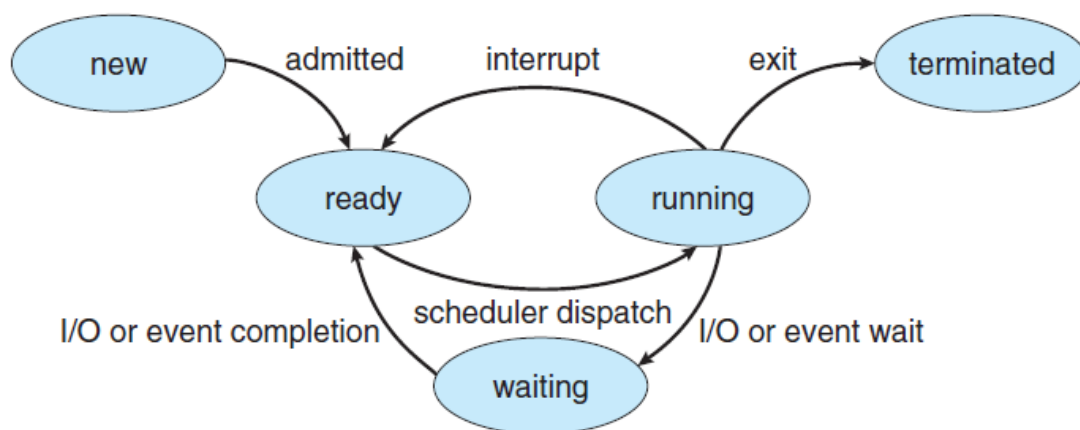 new
admitted
interrupt
exit
terminated
ready
running
scheduler dispatch
I/O or event completion
I/O or event wait
waiting